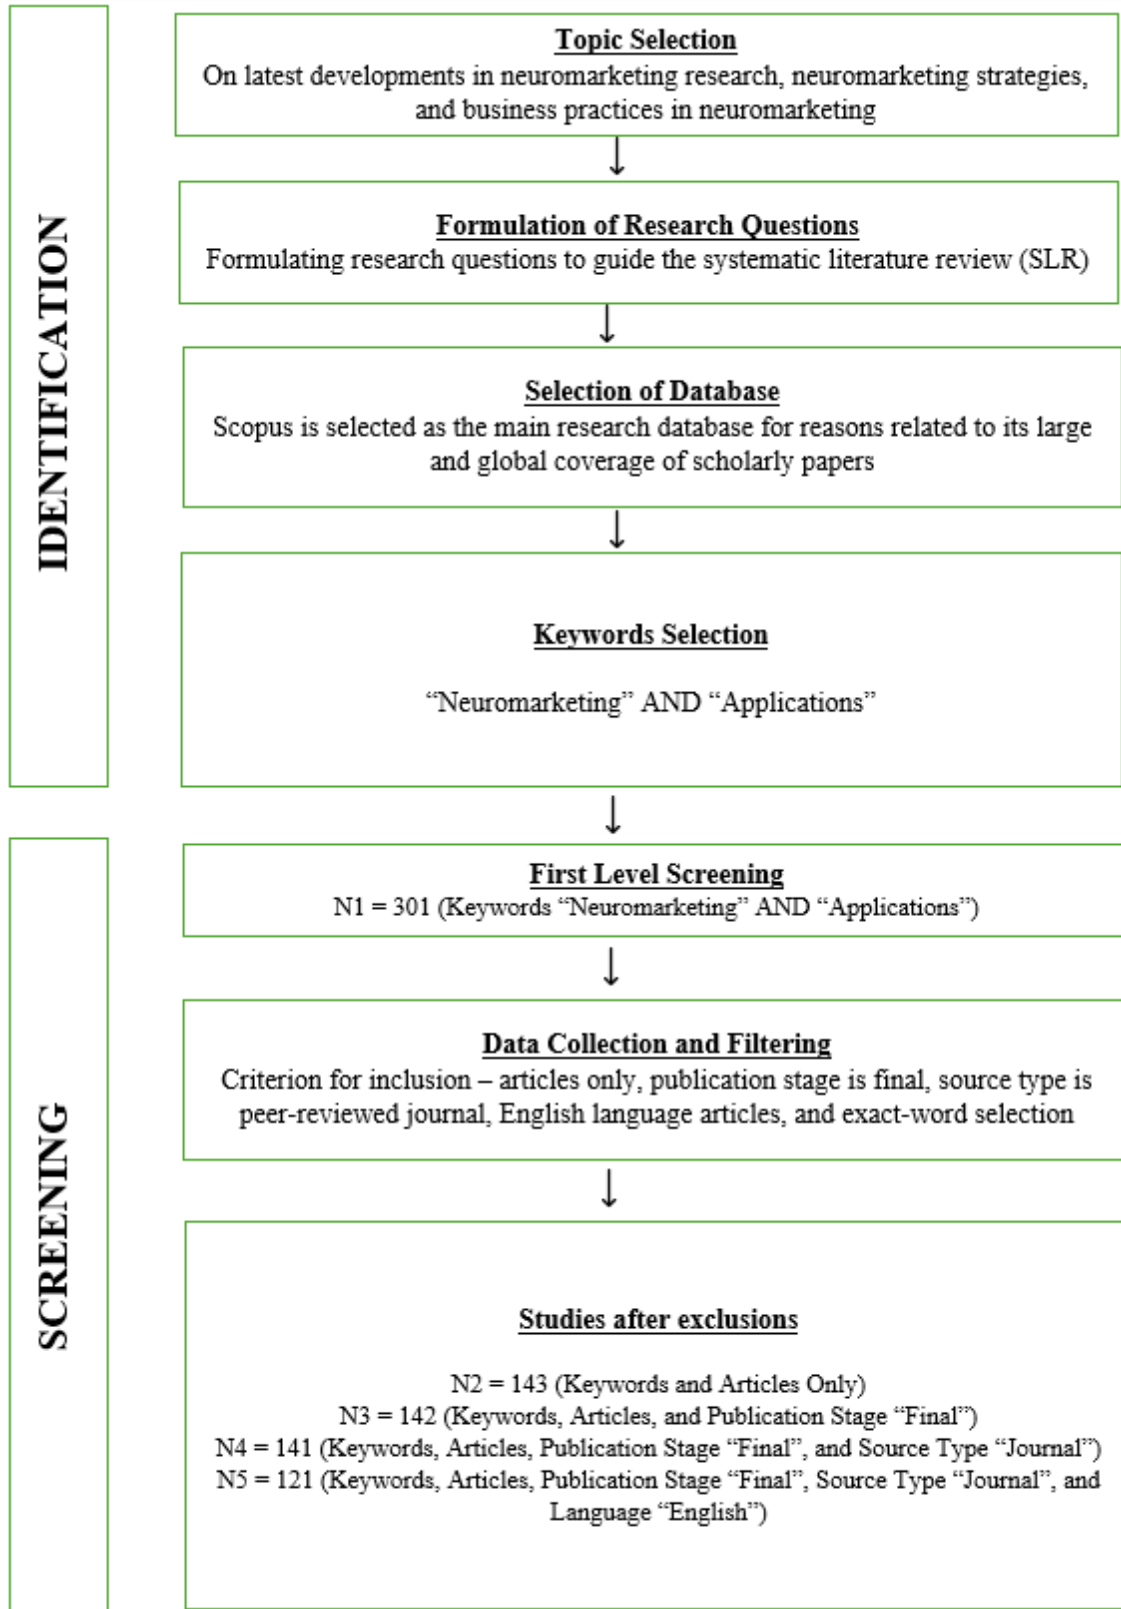 IDENTIFICATION
Topic Selection
On latest developments in neuromarketing research, neuromarketing strategies,
and business practices in neuromarketing
Formulation of Research Questions
Formulating research questions to guide the systematic literature review (SLR)
Selection of Database
Scopus is selected as the main research database for reasons related to its large
and global coverage of scholarly papers
Keywords Selection
“Neuromarketing” AND “Applications”
SCREENING
First Level Screening
N1 = 301 (Keywords “Neuromarketing” AND “Applications”)
Data Collection and Filtering
Criterion for inclusion – articles only, publication stage is final, source type is
peer-reviewed journal, English language articles, and exact-word selection
Studies after exclusions
N2 = 143 (Keywords and Articles Only)
N3 = 142 (Keywords, Articles, and Publication Stage “Final”)
N4 = 141 (Keywords, Articles, Publication Stage “Final”, and Source Type “Journal”)
N5 = 121 (Keywords, Articles, Publication Stage “Final”, Source Type “Journal”, and
Language “English”)